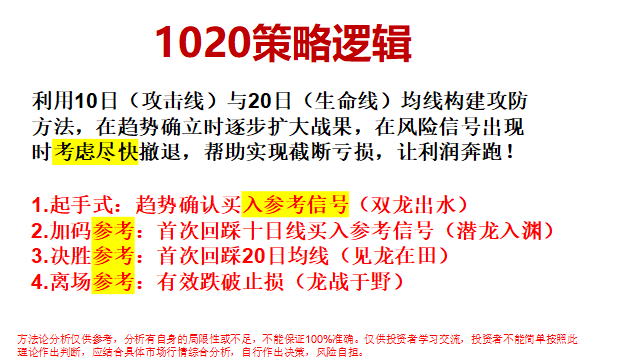 1020策略逻辑
利用10日（攻击线）与20日（生命线）均线构建攻防
方法，在趋势确立时逐步扩大战果，在风险信号出现
时考虑尽快撤退，帮助实现截断亏损，让利润奔跑！
1.起手式：趋势确认买入参考信号（双龙出水）
2.加码参考：首次回踩十日线买入参考信号（潜龙入渊）
3.决胜参考：首次回踩20日均线（见龙在田）
4.离场参考：有效跌破止损（龙战于野）
方法论分析仅供参考，分析有自身的局限性或不足，不能保证100%准确。仅供投资者学习交流，投资者不能简单按照此
理论作出判断，应结合具体市场行情综合分析，自行作出决策，风险自担。